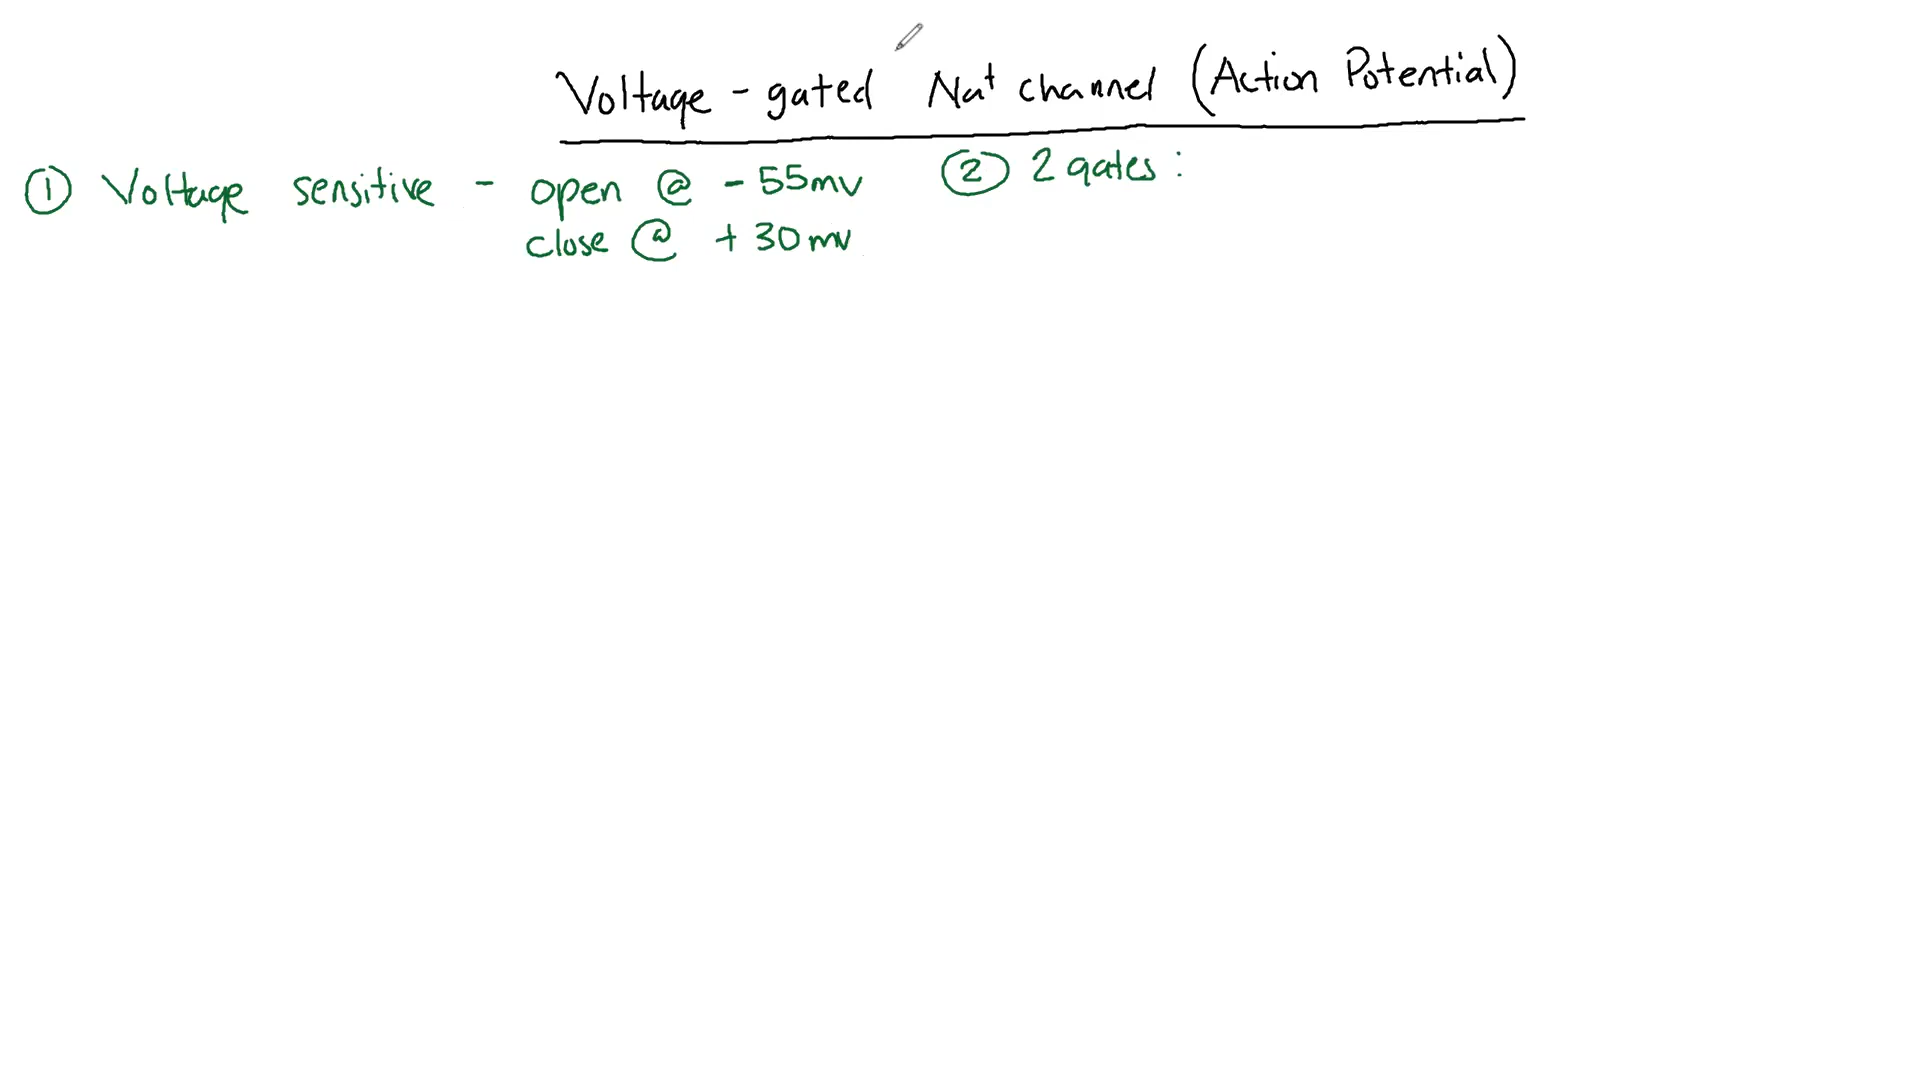 Voltage - gated Na+ channel (Action Potential)
① Voltage sensitive - open @ - 55mv
close @ + 30mv
② 2 gates: